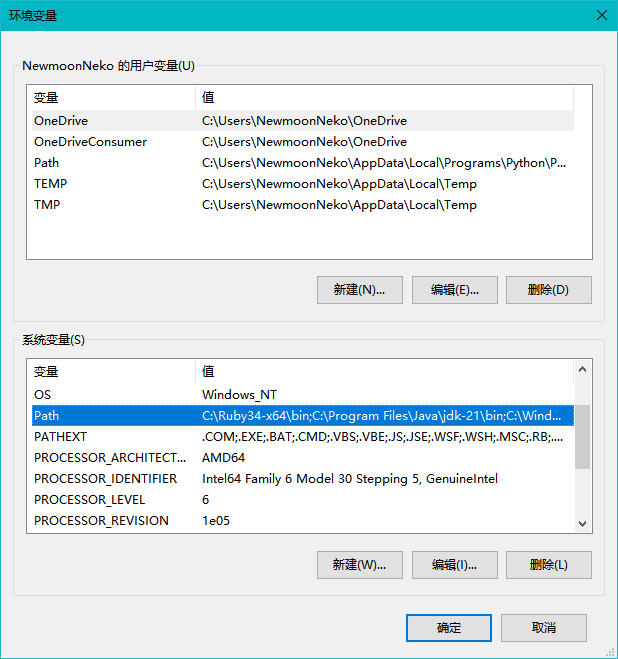 环境变量
NewmoonNeko 的用户变量(U)
变量 值
OneDrive C:\Users\NewmoonNeko\OneDrive
OneDriveConsumer C:\Users\NewmoonNeko\OneDrive
Path C:\Users\NewmoonNeko\AppData\Local\Programs\Python\P...
TEMP C:\Users\NewmoonNeko\AppData\Local\Temp
TMP C:\Users\NewmoonNeko\AppData\Local\Temp
新建(N)... 编辑(E)... 删除(D)
系统变量(S)
变量 值
OS Windows_NT
Path C:\Ruby34-x64\bin;C:\Program Files\Java\jdk-21\bin;C:\Wind...
PATHEXT .COM;.EXE;.BAT;.CMD;.VBS;.VBE;.JS;.JSE;.WSF;.WSH;.MSC;.RB;....
PROCESSOR_ARCHITECT... AMD64
PROCESSOR_IDENTIFIER Intel64 Family 6 Model 30 Stepping 5, GenuineIntel
PROCESSOR_LEVEL 6
PROCESSOR_REVISION 1e05
新建(W)... 编辑(I)... 删除(L)
确定 取消